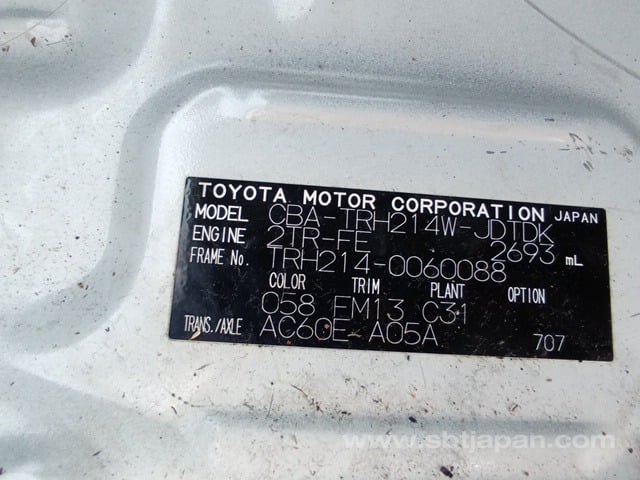 TOYOTA MOTOR CORPORATION JAPAN
MODEL CBA-TRH214W-JDTDK
ENGINE 2TR-FE 2693 mL
FRAME No. TRH214-0060088
COLOR TRIM PLANT OPTION
058 FM13 C31
TRANS./AXLE AC60E A05A 707
www.sbtjapan.com